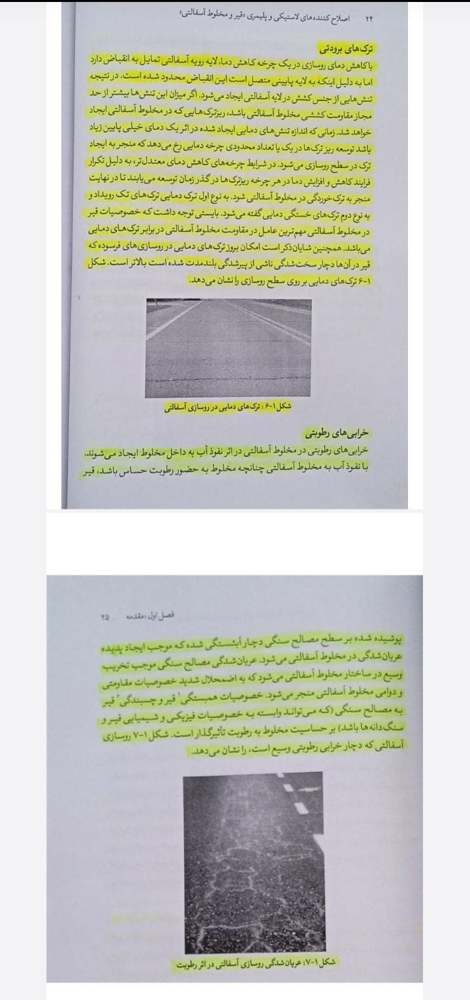 ۲۴ اصلاح کننده‌های لاستیکی و پلیمری «قیر و مخلوط آسفالتی»
ترک‌های برودتی
با کاهش دمای روسازی در یک چرخه کاهش دما، لایه رویه آسفالتی تمایل به انقباض دارد
اما به دلیل اینکه به لایه پایینی متصل است این انقباض محدود شده است. در نتیجه
تنش‌هایی از جنس کشش در لایه آسفالتی ایجاد می‌شود. اگر میزان این تنش‌ها بیشتر از حد
مجاز مقاومت کششی مخلوط آسفالتی باشد، ریزترک‌هایی که در مخلوط آسفالتی ایجاد
خواهد شد. زمانی که اندازه تنش‌های دمایی ایجاد شده در اثر یک دمای خیلی پایین زیاد
باشد توسعه ریز ترک‌ها در یک یا تعداد محدودی چرخه دمایی رخ می‌دهد که منجر به ایجاد
ترک در سطح روسازی می‌شود. در شرایط چرخه‌های کاهش دمای معتدل‌تر، به دلیل تکرار
فرایند کاهش و افزایش دما در هر چرخه ریزترک‌ها در گذر زمان توسعه می‌یابند تا در نهایت
منجر به ترک‌خوردگی در مخلوط آسفالتی شود. به نوع اول ترک دمایی ترک‌های تک رویداد و
به نوع دوم ترک‌های خستگی دمایی گفته می‌شود. بایستی توجه داشت که خصوصیات قیر
در مخلوط آسفالتی مهم‌ترین عامل در مقاومت مخلوط آسفالتی در برابر ترک‌های دمایی
می‌باشد. همچنین شایان ذکر است امکان بروز ترک‌های دمایی در روسازی‌های فرسوده که
قیر در آن‌ها دچار سخت‌شدگی ناشی از پیرشدگی بلندمدت شده است بالاتر است. شکل
۱-۶ ترک‌های دمایی بر روی سطح روسازی را نشان می‌دهد.
شکل ۱-۶ : ترک‌های دمایی در روسازی آسفالتی
خرابی‌های رطوبتی
خرابی‌های رطوبتی در مخلوط آسفالتی در اثر نفوذ آب به داخل مخلوط ایجاد می‌شوند.
با نفوذ آب به مخلوط آسفالتی چنانچه مخلوط به حضور رطوبت حساس باشد، قیر
فصل اول :مقدمه ۲۵
پوشیده شده بر سطح مصالح سنگی دچار آبشستگی شده که موجب ایجاد پدیده
عریان‌شدگی در مخلوط آسفالتی می‌شود. عریان‌شدگی مصالح سنگی موجب تخریب
وسیع در ساختار مخلوط آسفالتی می‌شود که به اضمحلال شدید خصوصیات مقاومتی
و دوامی مخلوط آسفالتی منجر می‌شود. خصوصیات همبستگی۱ قیر و چسبندگی۲ قیر
به مصالح سنگی (که می‌تواند وابسته به خصوصیات فیزیکی و شیمیایی قیر و
سنگ‌دانه‌ها باشد) بر حساسیت مخلوط به رطوبت تأثیرگذار است. شکل ۱-۷ روسازی
آسفالتی که دچار خرابی رطوبتی وسیع است، را نشان می‌دهد.
شکل ۱-۷: عریان‌شدگی روسازی آسفالتی در اثر رطوبت